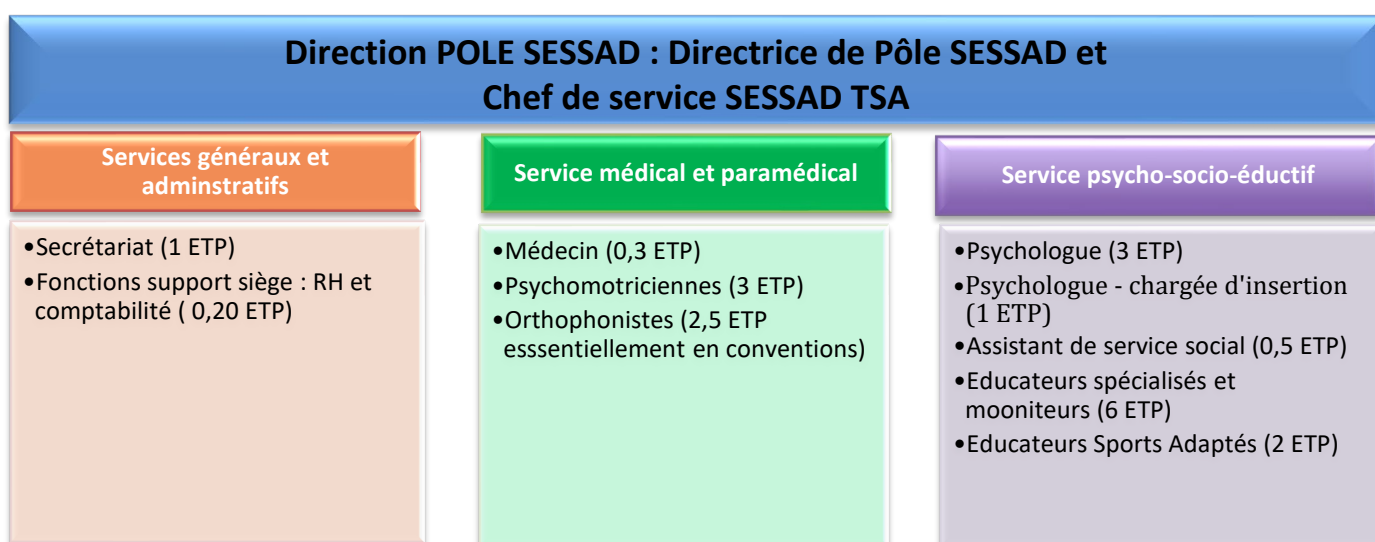 Direction POLE SESSAD : Directrice de Pôle SESSAD et
Chef de service SESSAD TSA
Services généraux et
adminstratifs
•Secrétariat (1 ETP)
•Fonctions support siège : RH et
comptabilité ( 0,20 ETP)
Service médical et paramédical
•Médecin (0,3 ETP)
•Psychomotriciennes (3 ETP)
•Orthophonistes (2,5 ETP
esssentiellement en conventions)
Service psycho-socio-éductif
•Psychologue (3 ETP)
•Psychologue - chargée d'insertion
(1 ETP)
•Assistant de service social (0,5 ETP)
•Educateurs spécialisés et
mooniteurs (6 ETP)
•Educateurs Sports Adaptés (2 ETP)